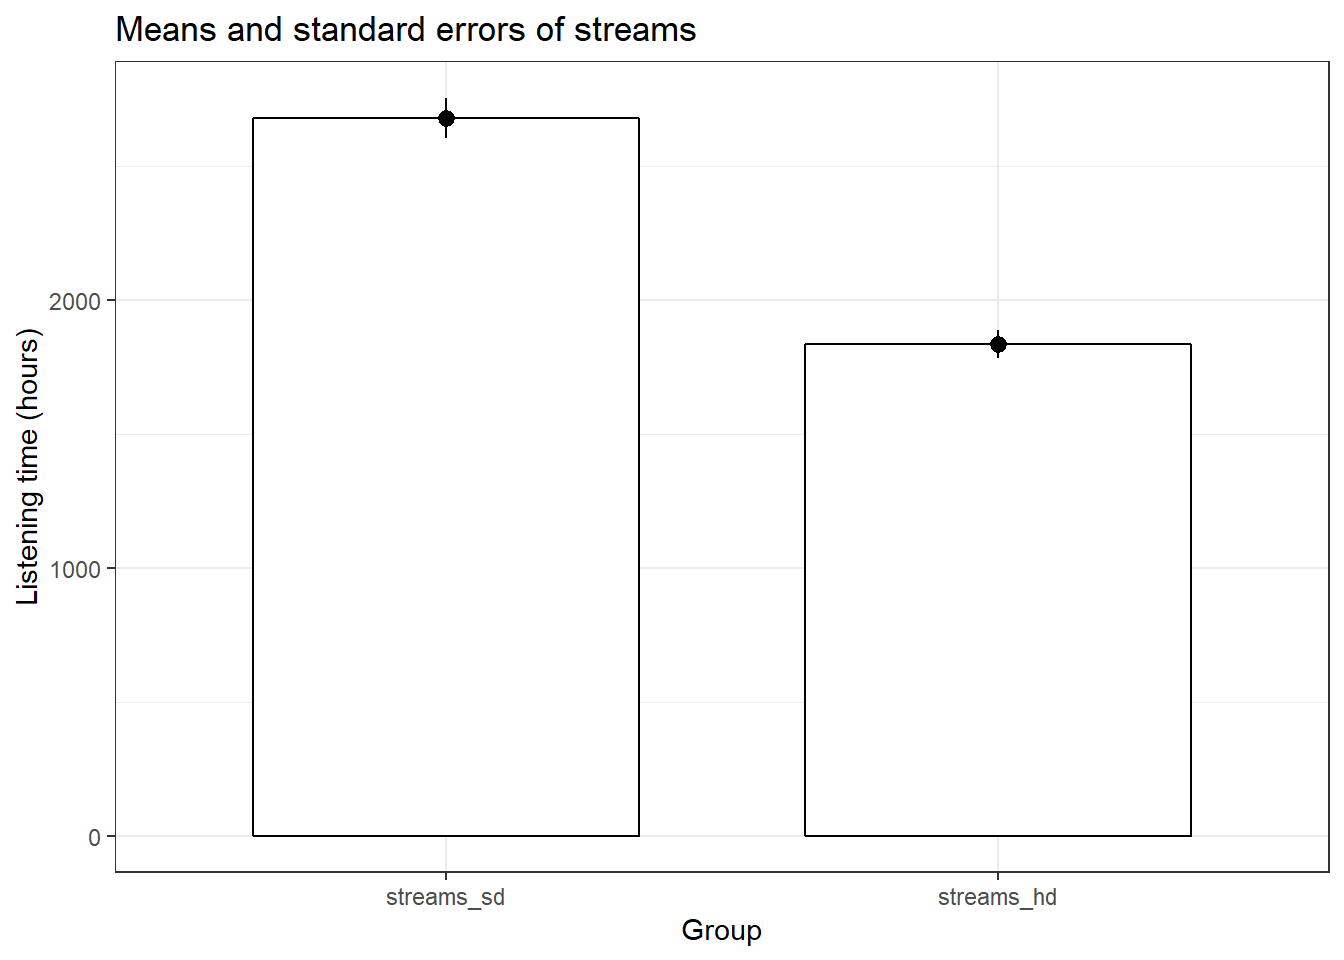 Means and standard errors of streams
Listening time (hours)
2000
1000
0
streams_sd
streams_hd
Group